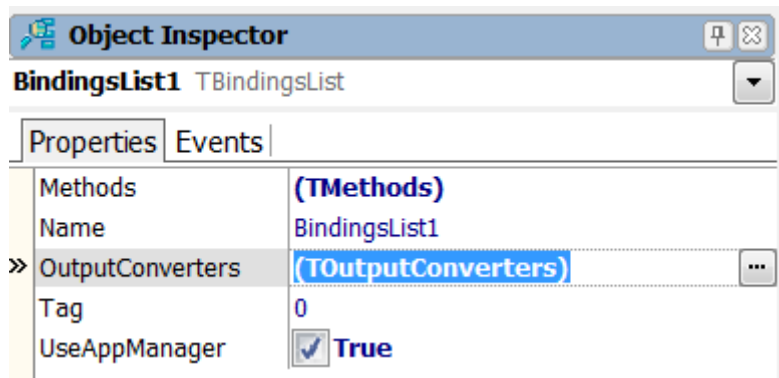 Object Inspector
BindingsList1 TBindingsList
Properties Events
Methods (TMethods)
Name BindingsList1
OutputConverters (TOutputConverters) ...
Tag 0
UseAppManager True